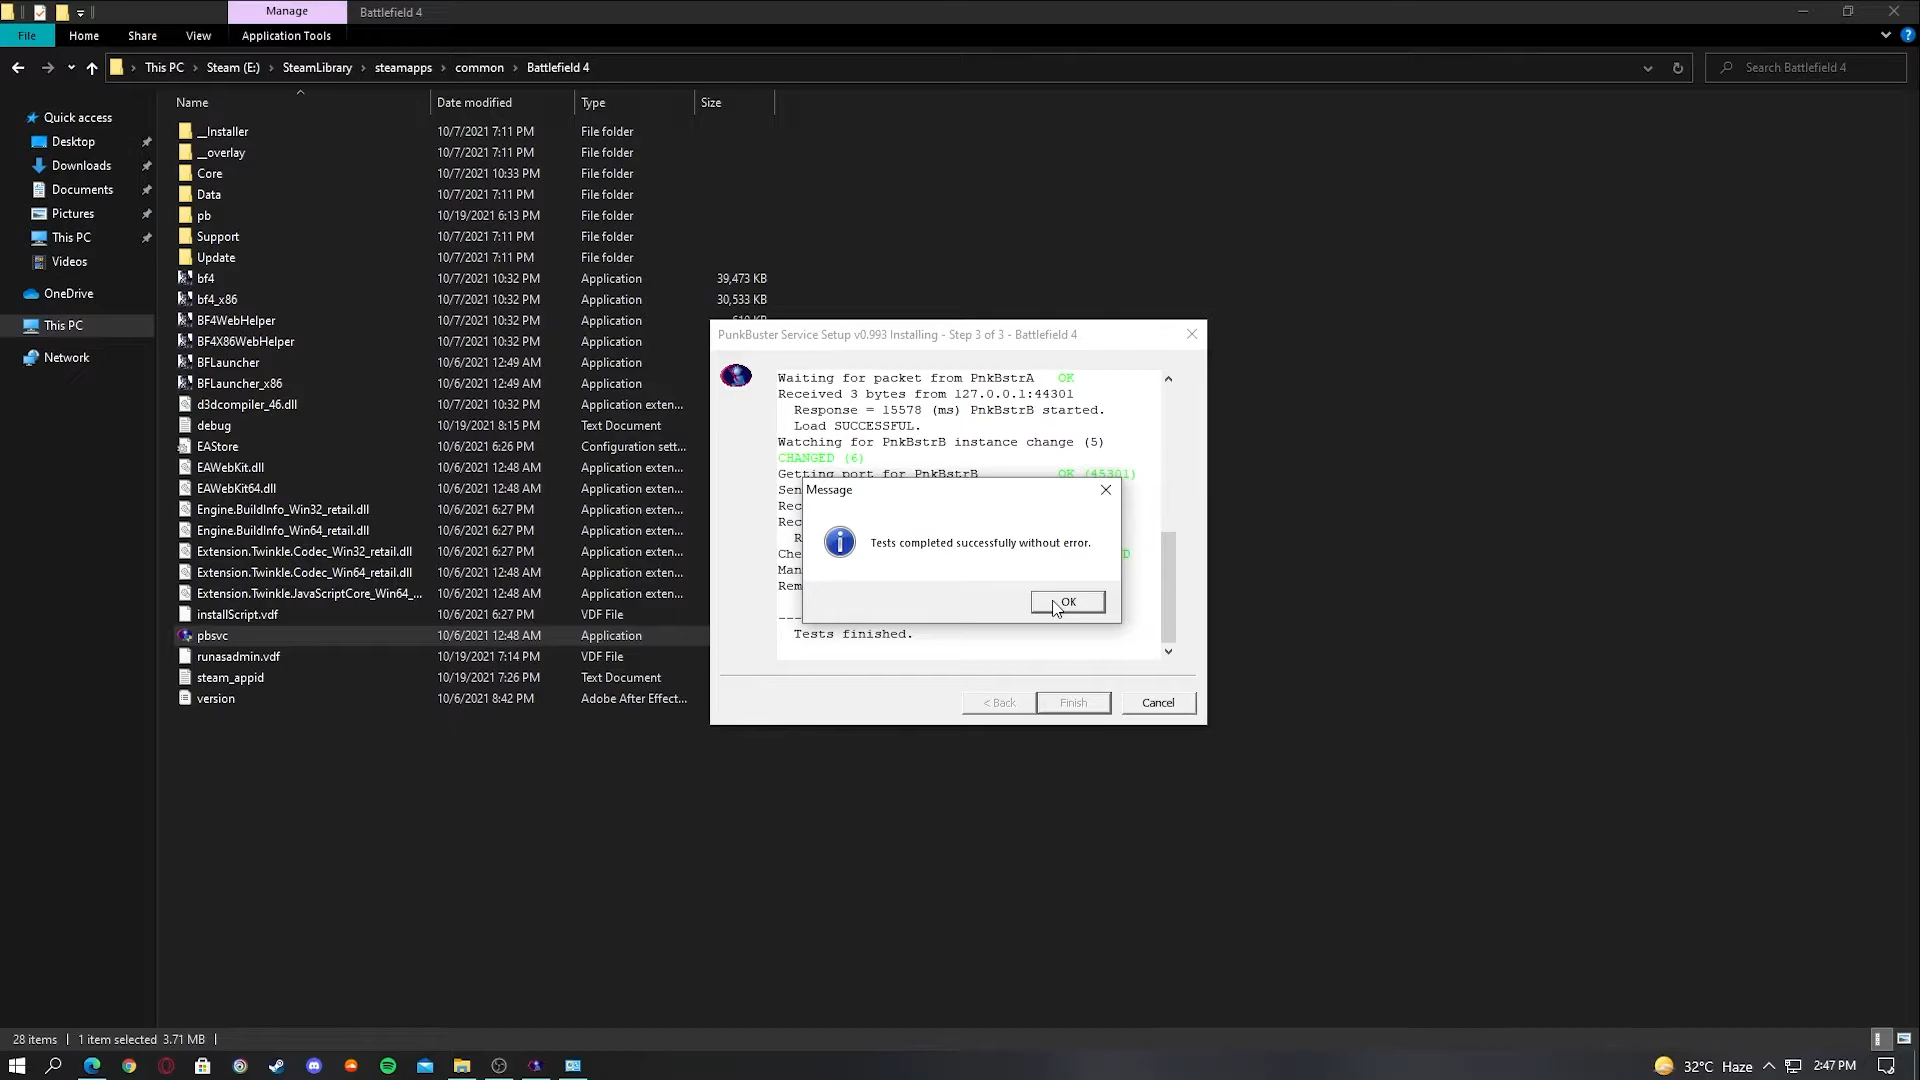 Manage
Battlefield 4
File
Home
Share
View
Application Tools
This PC
Steam (E:)
SteamLibrary
steamapps
common
Battlefield 4
Search Battlefield 4
Quick access
Desktop
Downloads
Documents
Pictures
This PC
Videos
OneDrive
This PC
Network
Name Date modified Type Size
__Installer 10/7/2021 7:11 PM File folder
__overlay 10/7/2021 7:11 PM File folder
Core 10/7/2021 10:33 PM File folder
Data 10/7/2021 7:11 PM File folder
pb 10/19/2021 6:13 PM File folder
Support 10/7/2021 7:11 PM File folder
Update 10/7/2021 7:11 PM File folder
bf4 10/7/2021 10:32 PM Application 39,473 KB
bf4_x86 10/7/2021 10:32 PM Application 30,533 KB
BF4WebHelper 10/7/2021 10:32 PM Application
BF4X86WebHelper 10/7/2021 10:32 PM Application
BFLauncher 10/6/2021 12:49 AM Application
BFLauncher_x86 10/6/2021 12:49 AM Application
d3dcompiler_46.dll 10/7/2021 10:32 PM Application exten...
debug 10/19/2021 8:15 PM Text Document
EAStore 10/6/2021 6:26 PM Configuration sett...
EAWebKit.dll 10/6/2021 12:48 AM Application exten...
EAWebKit64.dll 10/6/2021 12:48 AM Application exten...
Engine.BuildInfo_Win32_retail.dll 10/6/2021 6:27 PM Application exten...
Engine.BuildInfo_Win64_retail.dll 10/6/2021 6:27 PM Application exten...
Extension.Twinkle.Codec_Win32_retail.dll 10/6/2021 6:27 PM Application exten...
Extension.Twinkle.Codec_Win64_retail.dll 10/6/2021 12:48 AM Application exten...
Extension.Twinkle.JavaScriptCore_Win64_... 10/6/2021 12:48 AM Application exten...
installScript.vdf 10/6/2021 6:27 PM VDF File
pbsvc 10/6/2021 12:48 AM Application
runasadmin.vdf 10/19/2021 7:14 PM VDF File
steam_appid 10/19/2021 7:26 PM Text Document
version 10/6/2021 8:42 PM Adobe After Effect...
PunkBuster Service Setup v0.993 Installing - Step 3 of 3 - Battlefield 4
Waiting for packet from PnkBstrA OK
Received 3 bytes from 127.0.0.1:44301
Response = 15578 (ms) PnkBstrB started.
Load SUCCESSFUL.
Watching for PnkBstrB instance change (5)
CHANGED (6)
Getting port for PnkBstrB OK (45301)
Sen
Rec
Rec
R
Che D
Man
Rem
---
Tests finished.
Message
Tests completed successfully without error.
OK
< Back
Finish
Cancel
28 items
1 item selected 3.71 MB
32°C Haze
2:47 PM